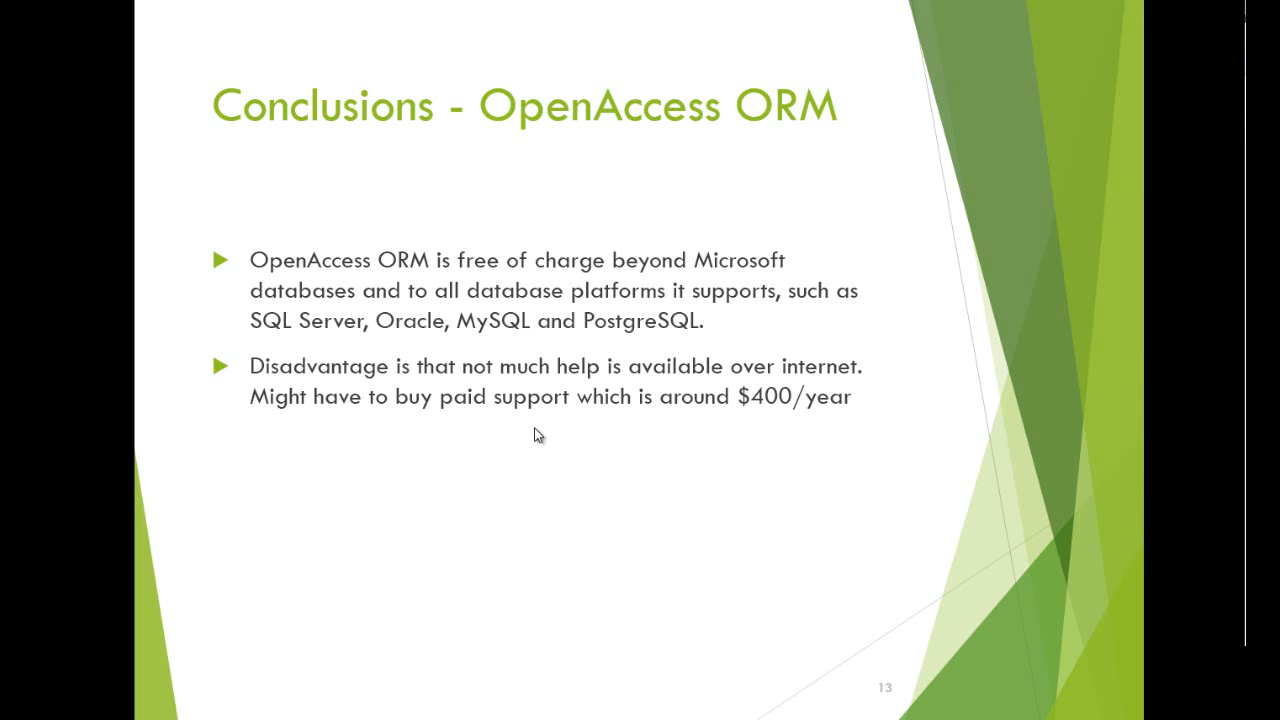 Conclusions - OpenAccess ORM
OpenAccess ORM is free of charge beyond Microsoft
databases and to all database platforms it supports, such as
SQL Server, Oracle, MySQL and PostgreSQL.
Disadvantage is that not much help is available over internet.
Might have to buy paid support which is around $400/year
13